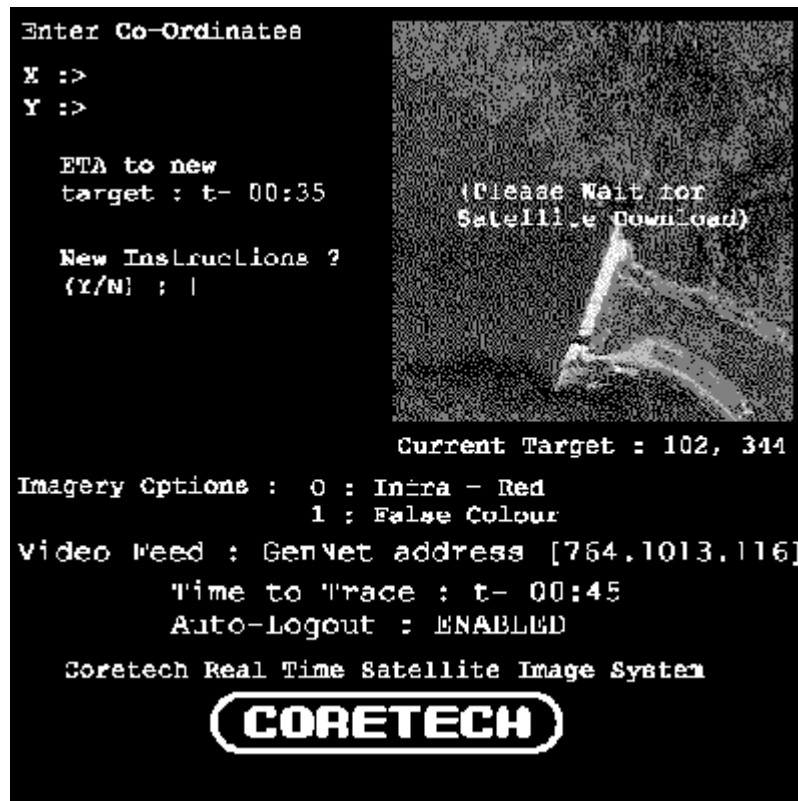 Enter Co-Ordinates
X :>
Y :>
ETA to new
target : t- 00:35
New Instructions ?
(Y/N) : |
(Please Wait for
Satellite Download)
Current Target : 102, 344
Imagery Options : 0 : Infra - Red
1 : False Colour
Video Feed : GenNet address [764.1013.116]
Time to Trace : t- 00:45
Auto-Logout : ENABLED
Coretech Real Time Satellite Image System
CORETECH